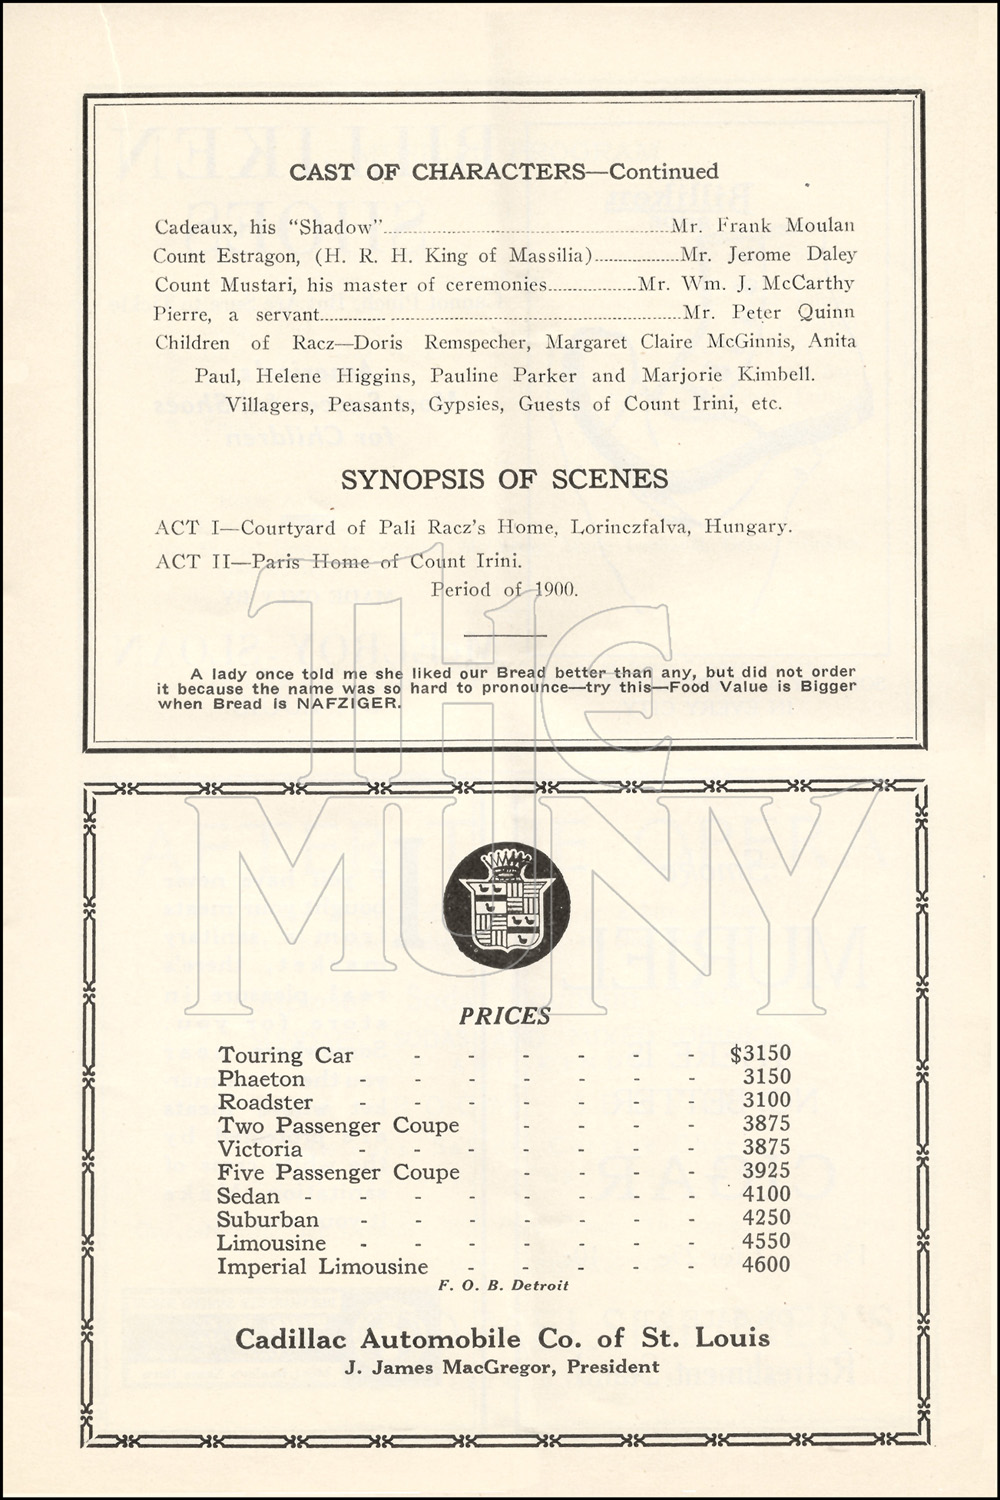 CAST OF CHARACTERS—Continued
Cadeaux, his "Shadow"........Mr. Frank Moulan
Count Estragon, (H. R. H. King of Massilia)........Mr. Jerome Daley
Count Mustari, his master of ceremonies........Mr. Wm. J. McCarthy
Pierre, a servant........Mr. Peter Quinn
Children of Racz—Doris Remspecher, Margaret Claire McGinnis, Anita
Paul, Helene Higgins, Pauline Parker and Marjorie Kimbell.
Villagers, Peasants, Gypsies, Guests of Count Irini, etc.
SYNOPSIS OF SCENES
ACT I—Courtyard of Pali Racz's Home, Lorinczfalva, Hungary.
ACT II—Paris Home of Count Irini.
Period of 1900.
A lady once told me she liked our Bread better than any, but did not order
it because the name was so hard to pronounce—try this—Food Value is Bigger
when Bread is NAFZIGER.
THE
MUNY
PRICES
Touring Car - - - - - - $3150
Phaeton - - - - - - - 3150
Roadster - - - - - - - 3100
Two Passenger Coupe - - - - 3875
Victoria - - - - - - - 3875
Five Passenger Coupe - - - - 3925
Sedan - - - - - - - - 4100
Suburban - - - - - - - 4250
Limousine - - - - - - - 4550
Imperial Limousine - - - - - 4600
F. O. B. Detroit
Cadillac Automobile Co. of St. Louis
J. James MacGregor, President